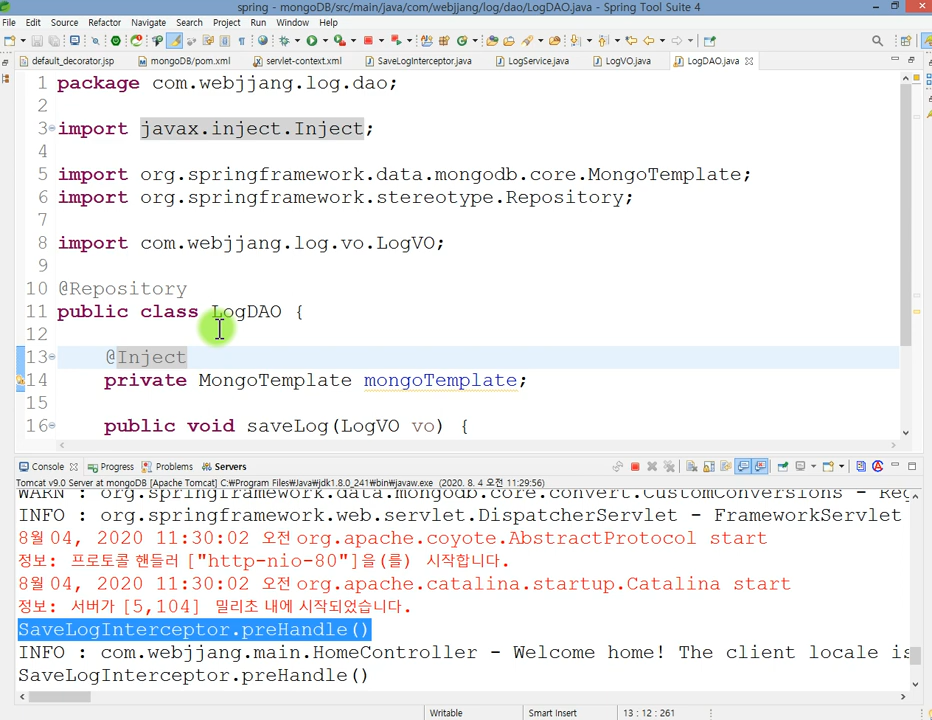 spring - mongoDB/src/main/java/com/webjjang/log/dao/LogDAO.java - Spring Tool Suite 4
File Edit Source Refactor Navigate Search Project Run Window Help
default_decorator.jsp mongoDB/pom.xml servlet-context.xml SaveLogInterceptor.java LogService.java LogVO.java LogDAO.java
1 package com.webjjang.log.dao;
2
3 import javax.inject.Inject;
4
5 import org.springframework.data.mongodb.core.MongoTemplate;
6 import org.springframework.stereotype.Repository;
7
8 import com.webjjang.log.vo.LogVO;
9
10 @Repository
11 public class LogDAO {
12
13 @Inject
14 private MongoTemplate mongoTemplate;
15
16 public void saveLog(LogVO vo) {
Console Progress Problems Servers
Tomcat v9.0 Server at mongoDB [Apache Tomcat] C:₩Program Files₩Java₩jdk1.8.0_241₩bin₩javaw.exe (2020. 8. 4 오전 11:29:56)
WARN : org.springframework.data.mongodb.core.convert.CustomConversions - Reg
INFO : org.springframework.web.servlet.DispatcherServlet - FrameworkServlet
8월 04, 2020 11:30:02 오전 org.apache.coyote.AbstractProtocol start
정보: 프로토콜 핸들러 ["http-nio-80"]을(를) 시작합니다.
8월 04, 2020 11:30:02 오전 org.apache.catalina.startup.Catalina start
정보: 서버가 [5,104] 밀리초 내에 시작되었습니다.
SaveLogInterceptor.preHandle()
INFO : com.webjjang.main.HomeController - Welcome home! The client locale is
SaveLogInterceptor.preHandle()
Writable Smart Insert 13 : 12 : 261